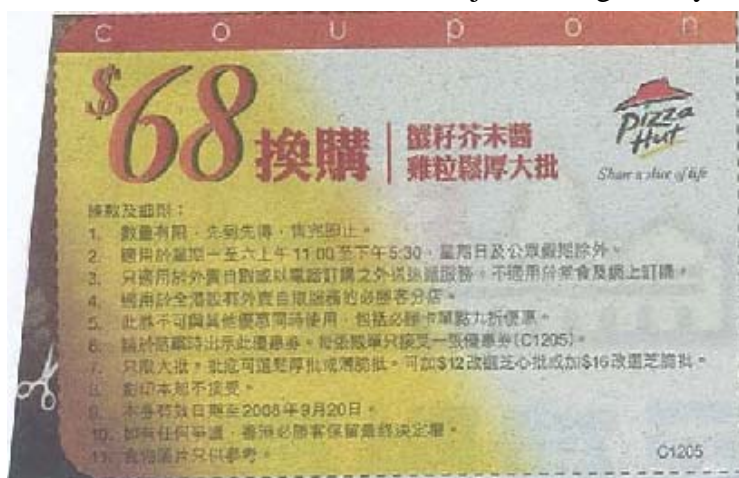 coupon
$68換購
蟹籽芥末醬
雞粒鬆厚大批
Pizza Hut
Share a slice of life
條款及細則：
1. 數量有限，先到先得，售完即止。
2. 適用於星期一至六上午11:00至下午5:30，星期日及公眾假期除外。
3. 只適用於外賣自取或以電話訂購之外送速遞服務。不適用於堂食及網上訂購。
4. 適用於全港設有外賣自取服務的必勝客分店。
5. 此券不可與其他優惠同時使用，包括必勝卡單點九折優惠。
6. 請於惠顧時出示此優惠券。每張賬單只接受一張優惠券(C1205)。
7. 只限大批。批底可選鬆厚批或薄脆批。可加$12改選芝心批或加$16改選芝脆批。
8. 影印本恕不接受。
9. 本券有效日期至2008年9月20日。
10. 如有任何爭議，香港必勝客保留最終決定權。
11. 食物圖片只供參考。
C1205